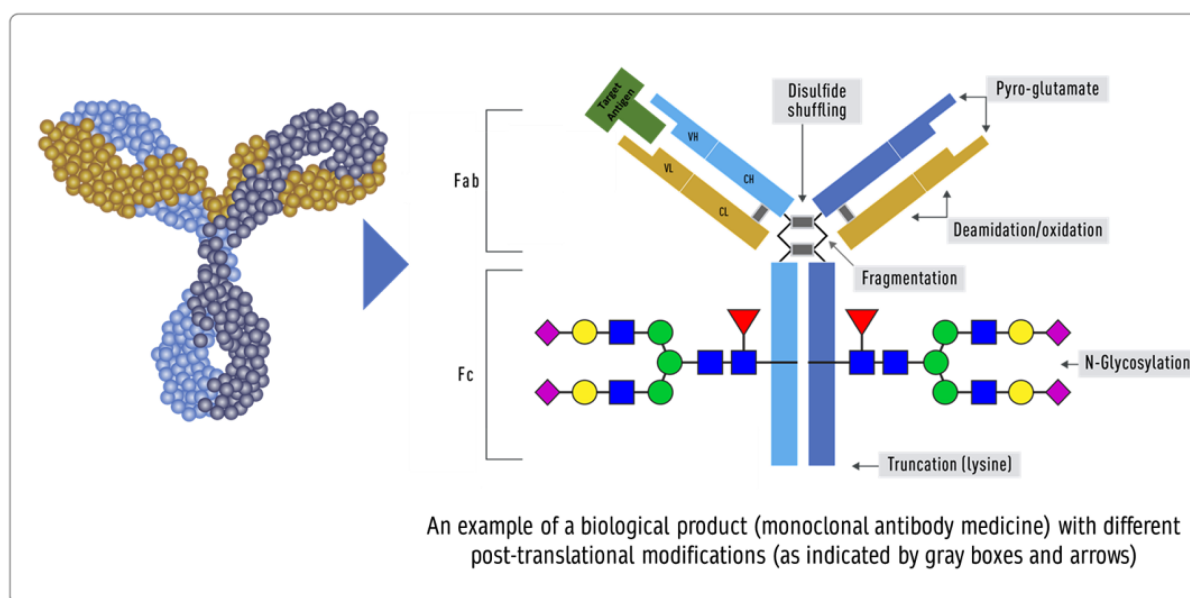 Fab
Fc
Target
Antigen
VH
VL
CH
CL
Disulfide
shuffling
Pyro-glutamate
Deamidation/oxidation
Fragmentation
N-Glycosylation
Truncation (lysine)
An example of a biological product (monoclonal antibody medicine) with different
post-translational modifications (as indicated by gray boxes and arrows)